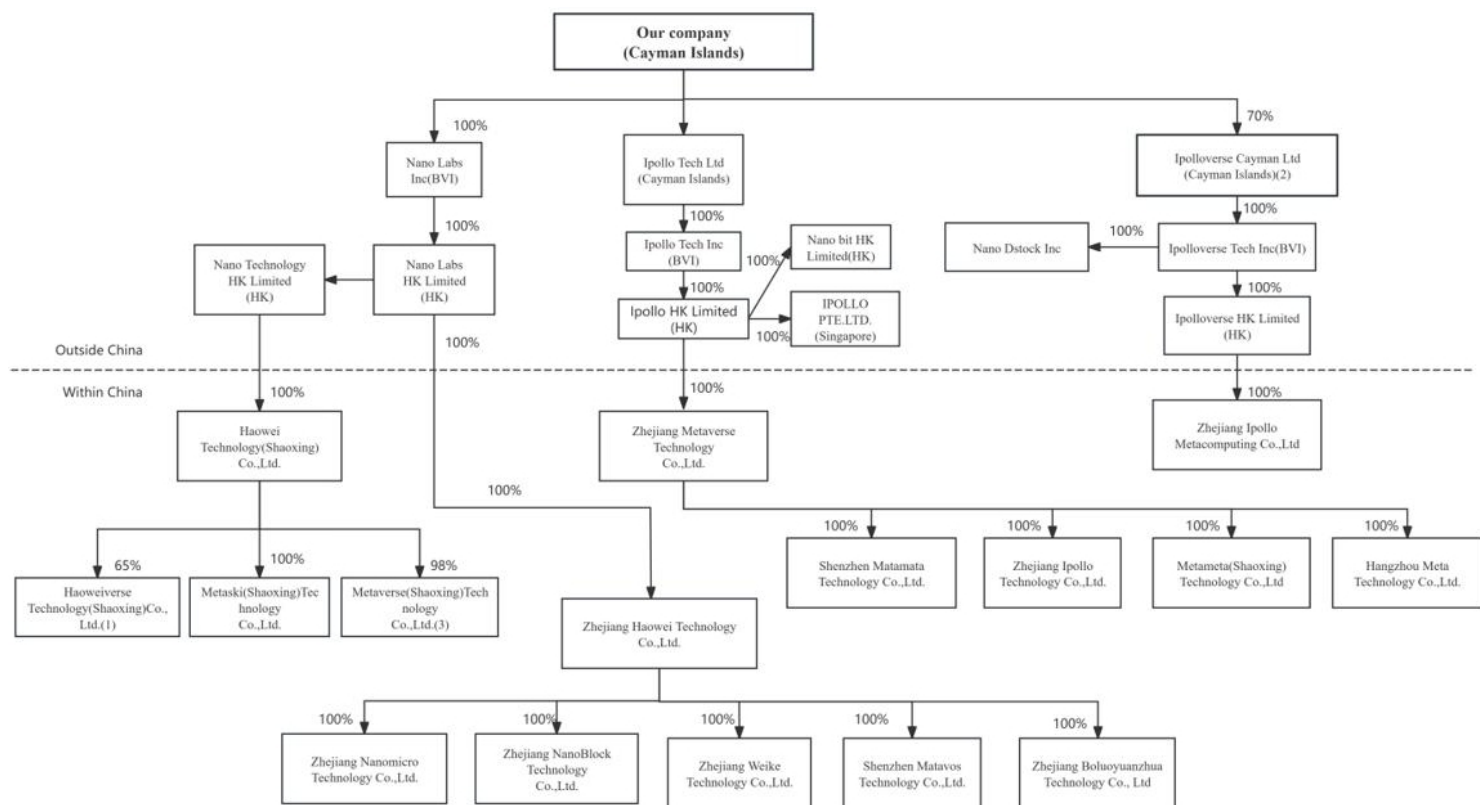 Our company
(Cayman Islands)
100%
70%
Nano Labs
Inc(BVI)
Ipollo Tech Ltd
(Cayman Islands)
Ipolloverse Cayman Ltd
(Cayman Islands)(2)
100%
100%
100%
Nano Technology
HK Limited
(HK)
Nano Labs
HK Limited
(HK)
Ipollo Tech Inc
(BVI)
Nano bit HK
Limited(HK)
100%
Nano Dstock Inc
100%
Ipolloverse Tech Inc(BVI)
100%
100%
Ipollo HK Limited
(HK)
100%
IPOLLO
PTE.LTD.
(Singapore)
Ipolloverse HK Limited
(HK)
100%
Outside China
Within China
100%
100%
100%
Haowei
Technology(Shaoxing)
Co.,Ltd.
Zhejiang Metaverse
Technology
Co.,Ltd.
Zhejiang Ipollo
Metacomputing Co.,Ltd
100%
100%
100%
100%
100%
Shenzhen Matamata
Technology Co.,Ltd.
Zhejiang Ipollo
Technology Co.,Ltd.
Metameta(Shaoxing)
Technology Co.,Ltd
Hangzhou Meta
Technology Co.,Ltd.
65%
100%
98%
Haoweiverse
Technology(Shaoxing)Co.,
Ltd.(1)
Metaski(Shaoxing)Tec
hnology
Co.,Ltd.
Metaverse(Shaoxing)Tech
nology
Co.,Ltd.(3)
Zhejiang Haowei Technology
Co.,Ltd.
100%
100%
100%
100%
100%
Zhejiang Nanomicro
Technology Co.,Ltd.
Zhejiang NanoBlock
Technology
Co.,Ltd.
Zhejiang Weike
Technology Co.,Ltd.
Shenzhen Matavos
Technology Co.,Ltd.
Zhejiang Boluoyuanzhua
Technology Co., Ltd